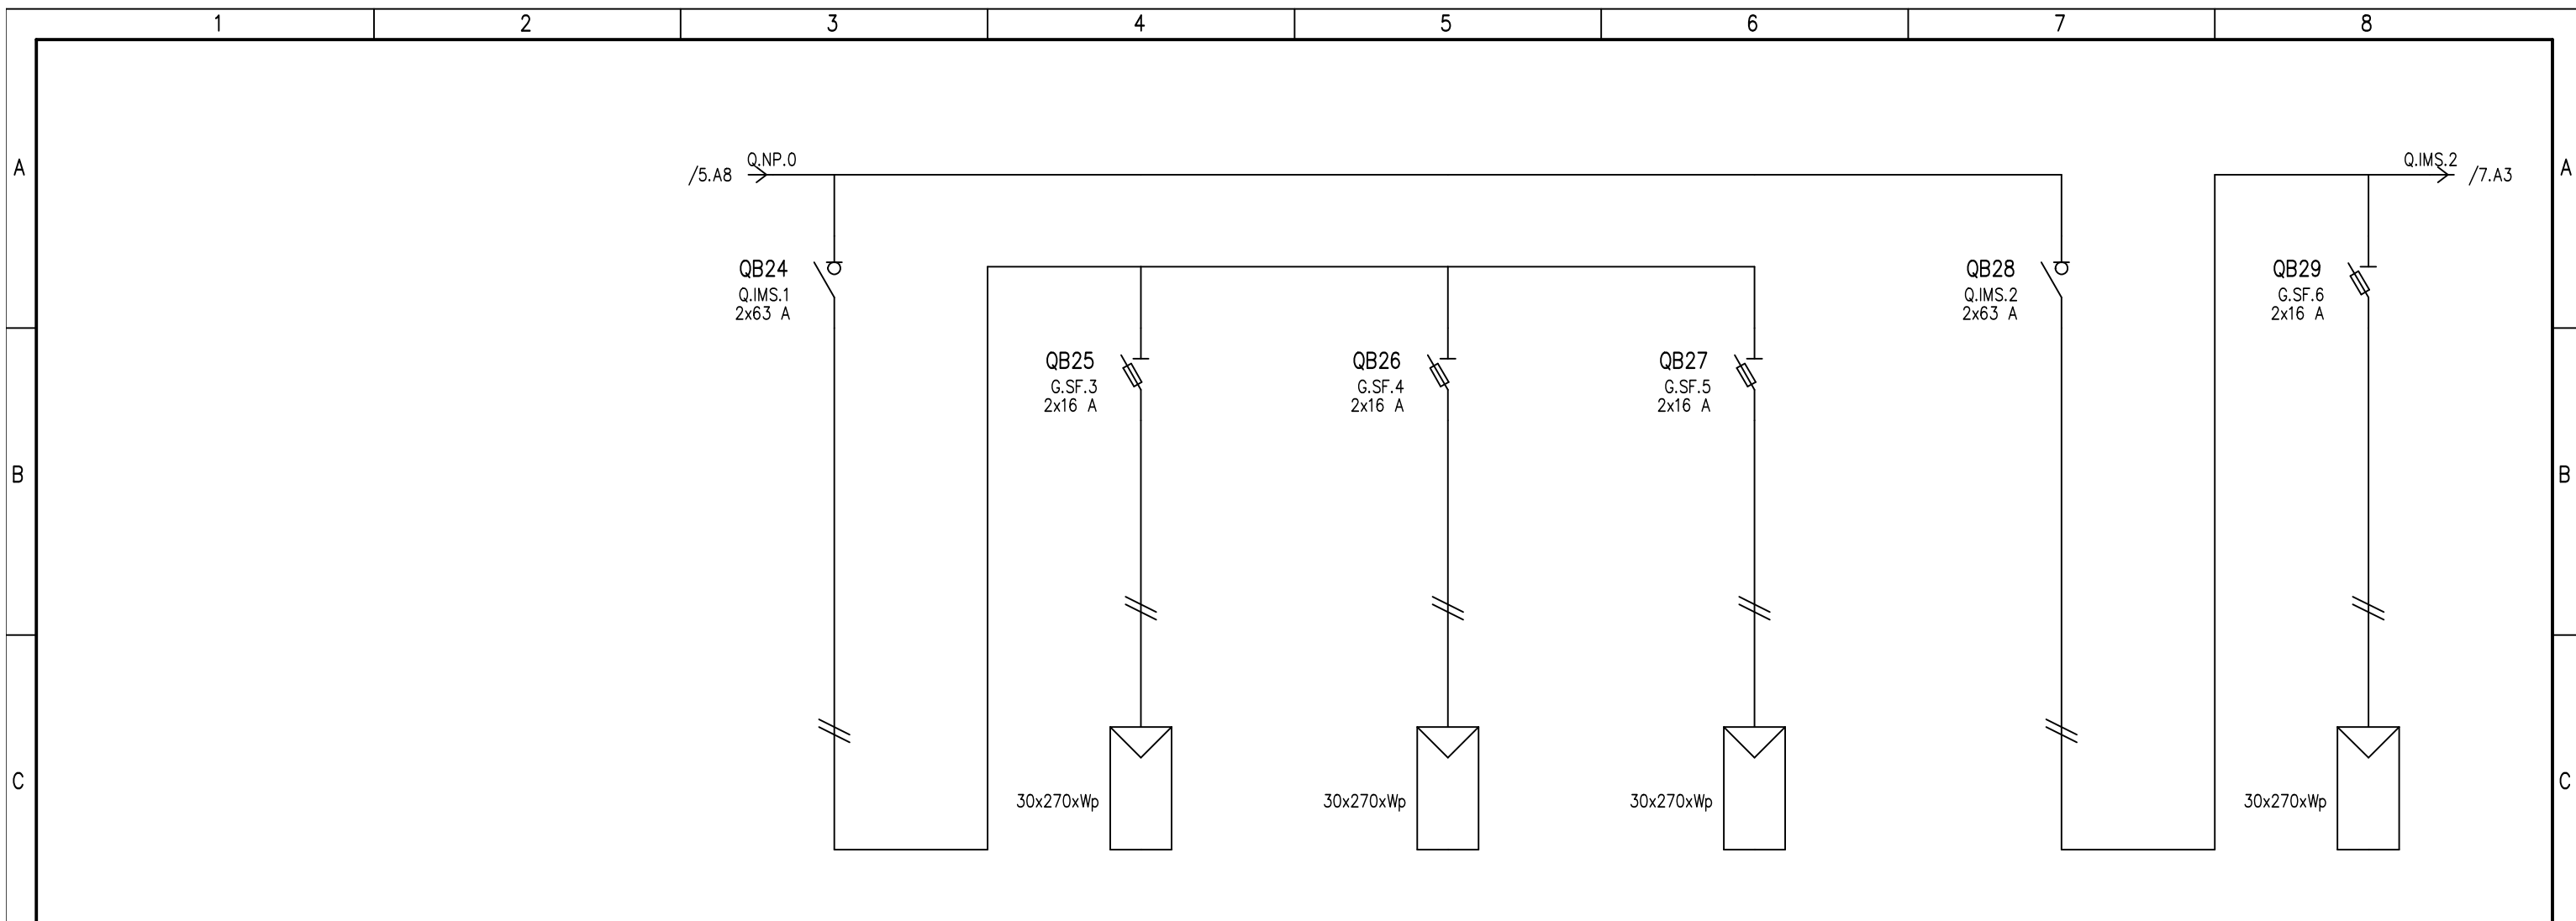 1 2 3 4 5 6 7 8
A A
Q.NP.0
/5.A8
Q.IMS.2
/7.A3
QB24
Q.IMS.1
2x63 A
QB28
Q.IMS.2
2x63 A
QB29
G.SF.6
2x16 A
QB25
G.SF.3
2x16 A
QB26
G.SF.4
2x16 A
QB27
G.SF.5
2x16 A
B B
C C
30x270xWp
30x270xWp
30x270xWp
30x270xWp